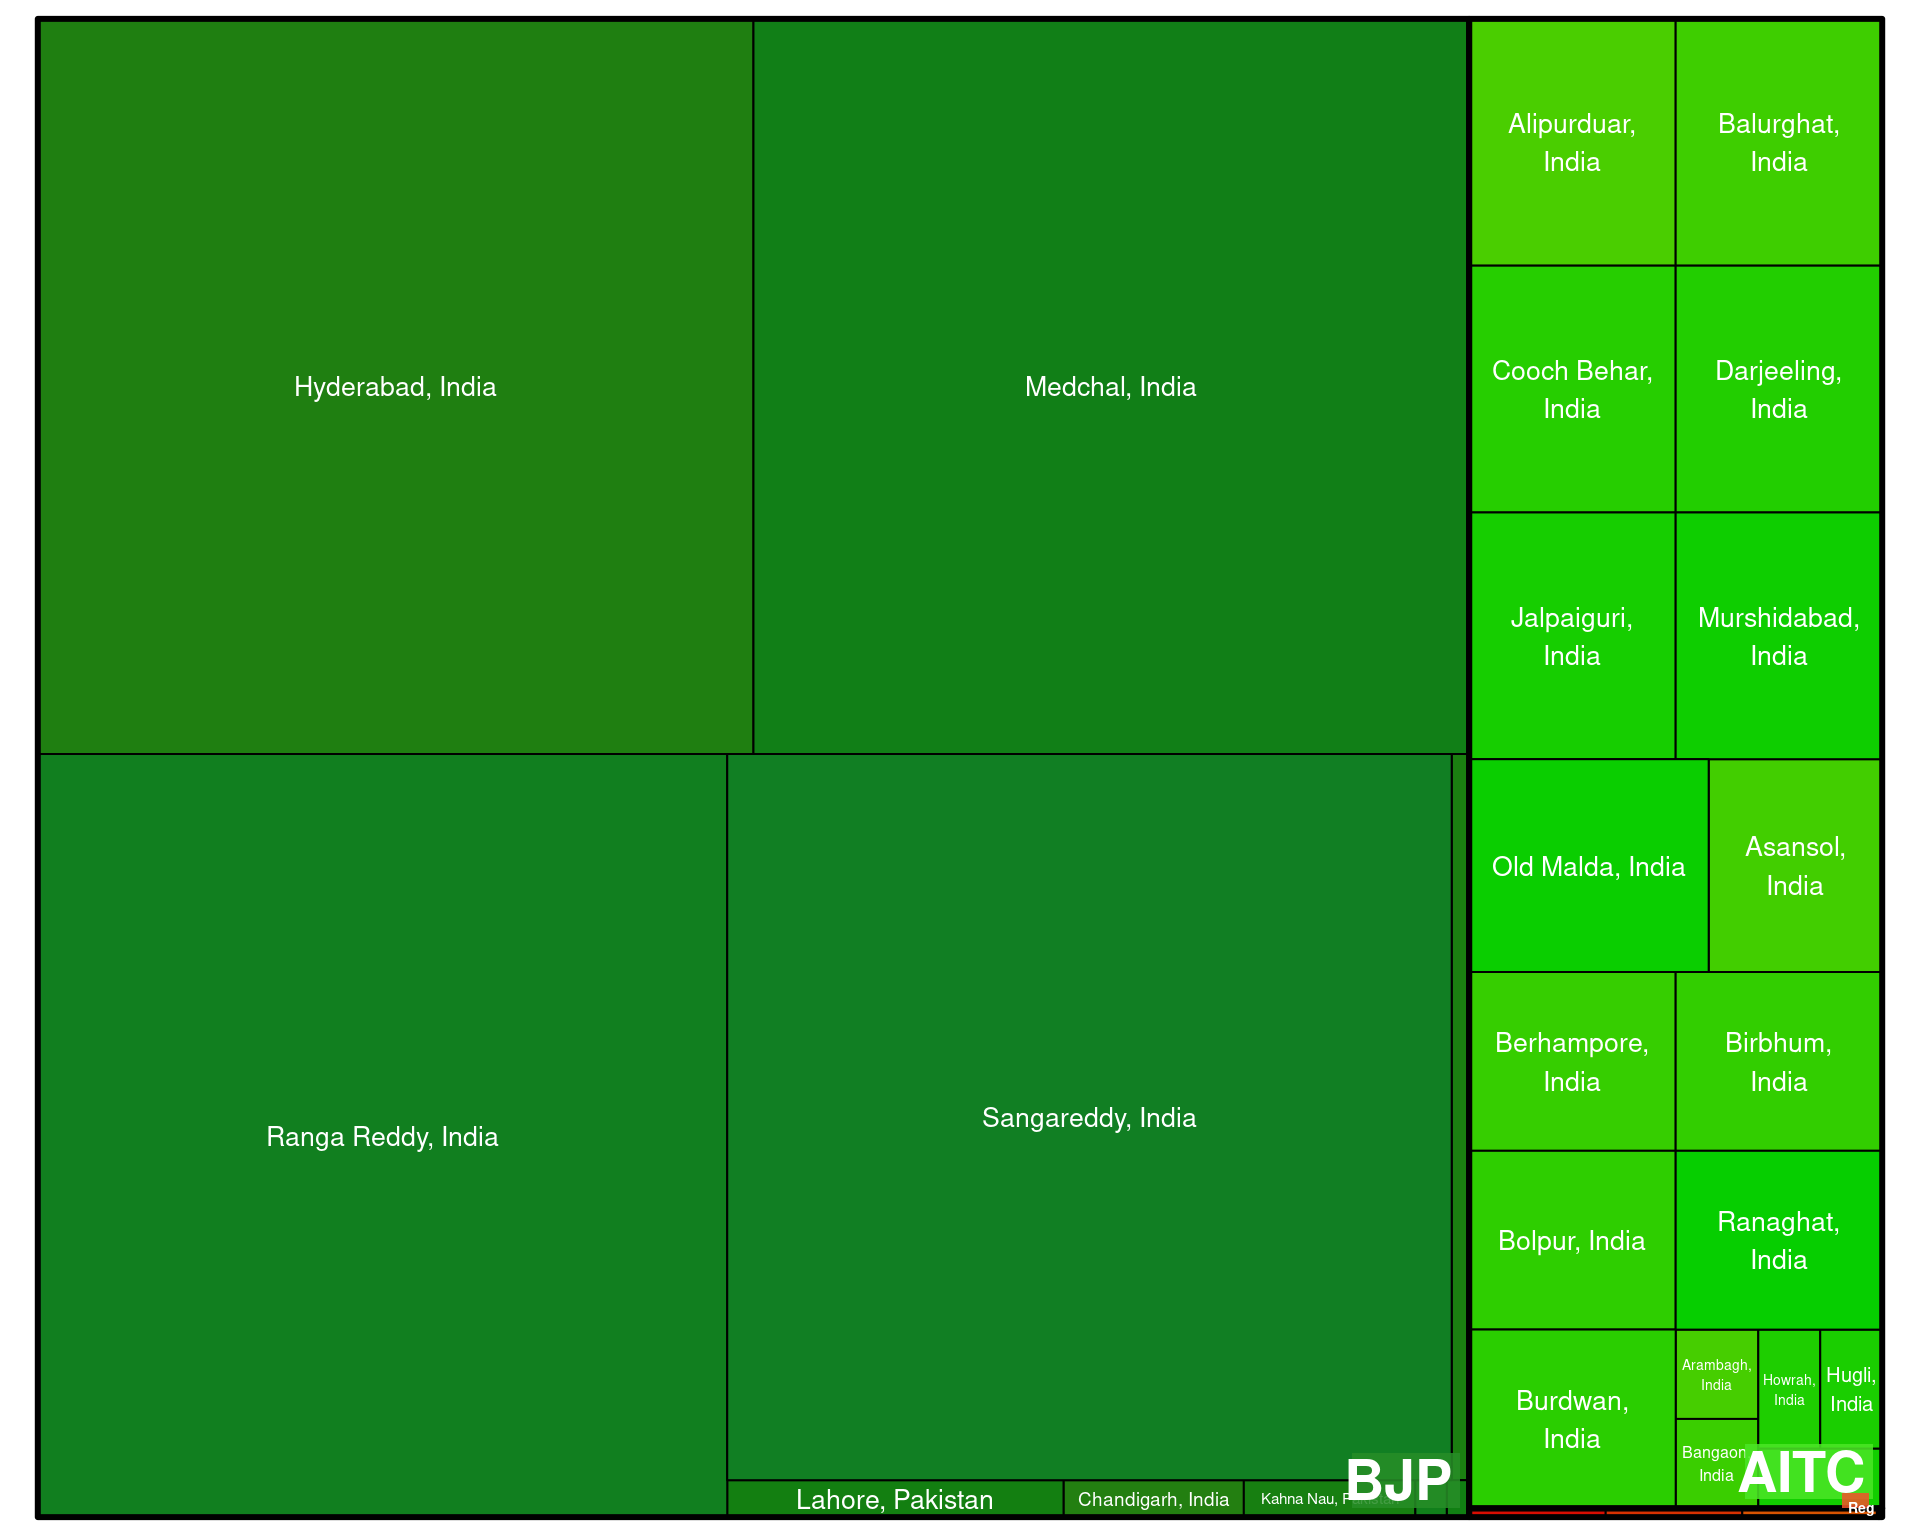 Hyderabad, India
Medchal, India
Ranga Reddy, India
Sangareddy, India
Lahore, Pakistan
Chandigarh, India
Kahna Nau,
BJP
Alipurduar,
India
Balurghat,
India
Cooch Behar,
India
Darjeeling,
India
Jalpaiguri,
India
Murshidabad,
India
Old Malda, India
Asansol,
India
Berhampore,
India
Birbhum,
India
Bolpur, India
Ranaghat,
India
Burdwan,
India
Arambagh,
India
Howrah,
India
Hugli,
India
Bangaon
India
AITC
Reg